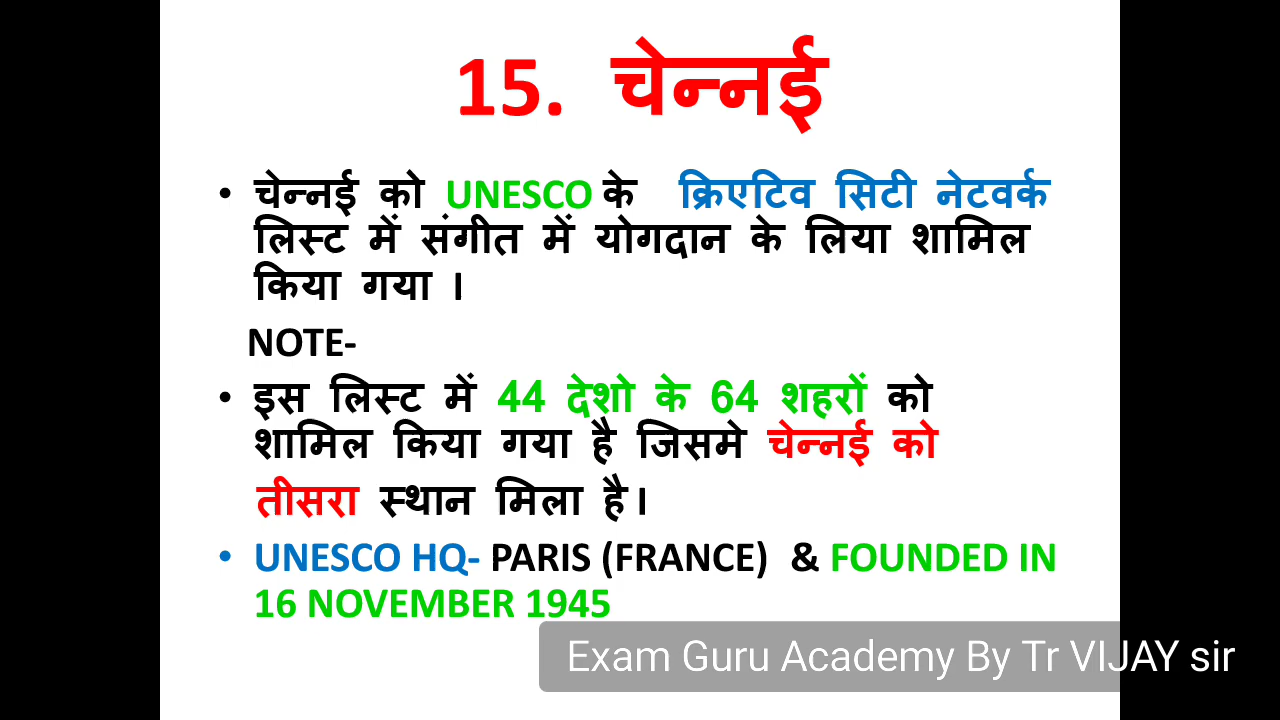 15. चेन्नई
• चेन्नई को UNESCO के क्रिएटिव सिटी नेटवर्क
लिस्ट में संगीत में योगदान के लिया शामिल
किया गया ।
NOTE-
• इस लिस्ट में 44 देशो के 64 शहरों को
शामिल किया गया है जिसमे चेन्नई को
तीसरा स्थान मिला है।
• UNESCO HQ- PARIS (FRANCE) & FOUNDED IN
16 NOVEMBER 1945
Exam Guru Academy By Tr VIJAY sir